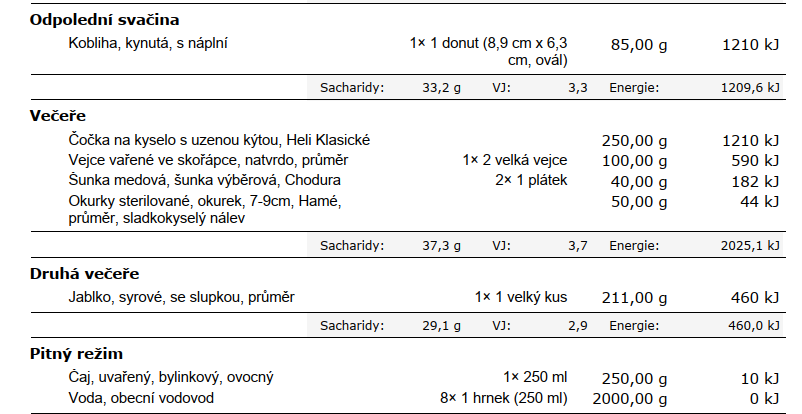 Odpolední svačina
Kobliha, kynutá, s náplní 1× 1 donut (8,9 cm x 6,3 85,00 g 1210 kJ
cm, ovál)
Sacharidy: 33,2 g VJ: 3,3 Energie: 1209,6 kJ
Večeře
Čočka na kyselo s uzenou kýtou, Heli Klasické 250,00 g 1210 kJ
Vejce vařené ve skořápce, natvrdo, průměr 1× 2 velká vejce 100,00 g 590 kJ
Šunka medová, šunka výběrová, Chodura 2× 1 plátek 40,00 g 182 kJ
Okurky sterilované, okurek, 7-9cm, Hamé, 50,00 g 44 kJ
průměr, sladkokyselý nálev
Sacharidy: 37,3 g VJ: 3,7 Energie: 2025,1 kJ
Druhá večeře
Jablko, syrové, se slupkou, průměr 1× 1 velký kus 211,00 g 460 kJ
Sacharidy: 29,1 g VJ: 2,9 Energie: 460,0 kJ
Pitný režim
Čaj, uvařený, bylinkový, ovocný 1× 250 ml 250,00 g 10 kJ
Voda, obecní vodovod 8× 1 hrnek (250 ml) 2000,00 g 0 kJ